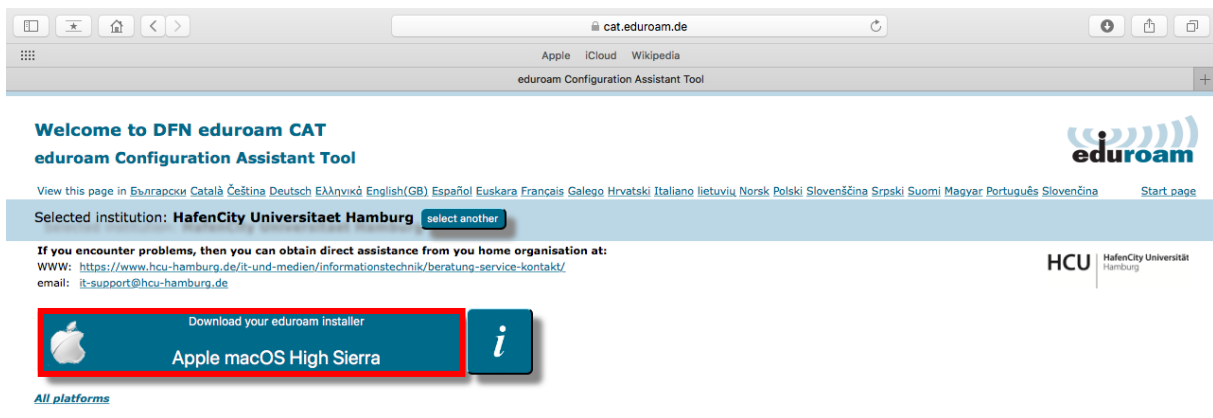 cat.eduroam.de
Apple iCloud Wikipedia
eduroam Configuration Assistant Tool
Welcome to DFN eduroam CAT
eduroam Configuration Assistant Tool
eduroam
View this page in Български Català Čeština Deutsch Ελληνικά English(GB) Español Euskara Français Galego Hrvatski Italiano lietuvių Norsk Polski Slovenščina Srpski Suomi Magyar Português Slovenčina Start page
Selected institution: HafenCity Universitaet Hamburg select another
If you encounter problems, then you can obtain direct assistance from you home organisation at:
WWW: https://www.hcu-hamburg.de/it-und-medien/informationstechnik/beratung-service-kontakt/
email: it-support@hcu-hamburg.de
HCU HafenCity Universität
Hamburg
Download your eduroam installer
Apple macOS High Sierra
i
All platforms